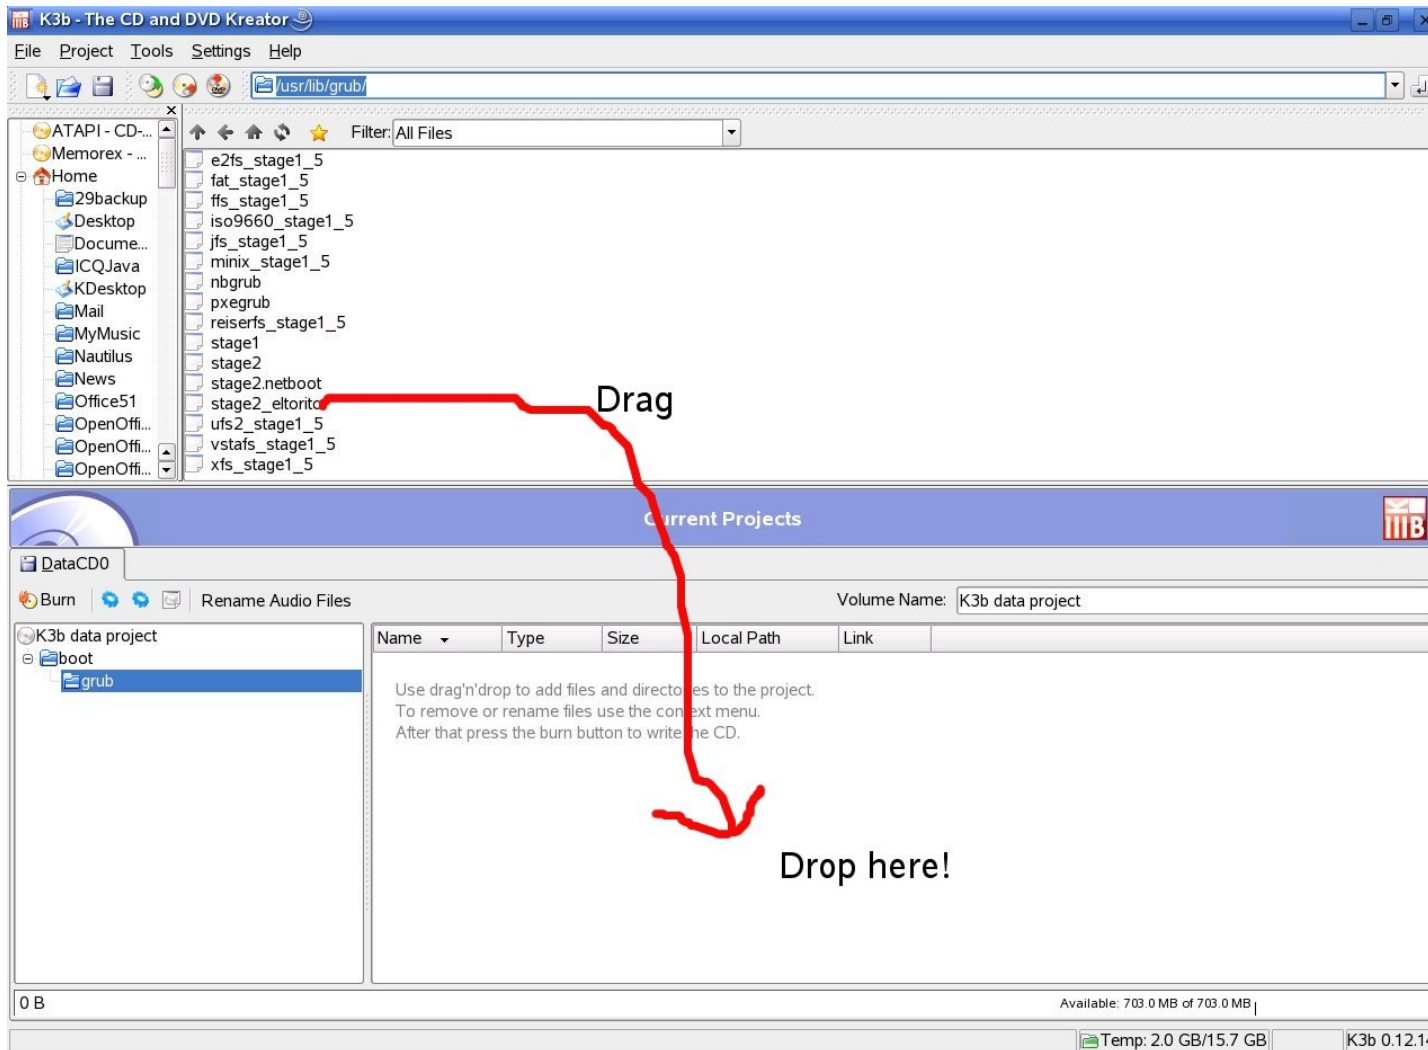 K3b - The CD and DVD Kreator
File Project Tools Settings Help
/usr/lib/grub/
ATAPI - CD-...
Memorex - ...
Home
29backup
Desktop
Docume...
ICQJava
KDesktop
Mail
MyMusic
Nautilus
News
Office51
OpenOffi...
OpenOffi...
OpenOffi...
Filter: All Files
e2fs_stage1_5
fat_stage1_5
ffs_stage1_5
iso9660_stage1_5
jfs_stage1_5
minix_stage1_5
nbgrub
pxegrub
reiserfs_stage1_5
stage1
stage2
stage2.netboot
stage2_eltorito
ufs2_stage1_5
vstafs_stage1_5
xfs_stage1_5
Drag
Current Projects
DataCD0
Burn Rename Audio Files Volume Name: K3b data project
K3b data project
boot
grub
Name Type Size Local Path Link
Use drag'n'drop to add files and directories to the project.
To remove or rename files use the context menu.
After that press the burn button to write the CD.
Drop here!
0 B Available: 703.0 MB of 703.0 MB
Temp: 2.0 GB/15.7 GB K3b 0.12.1